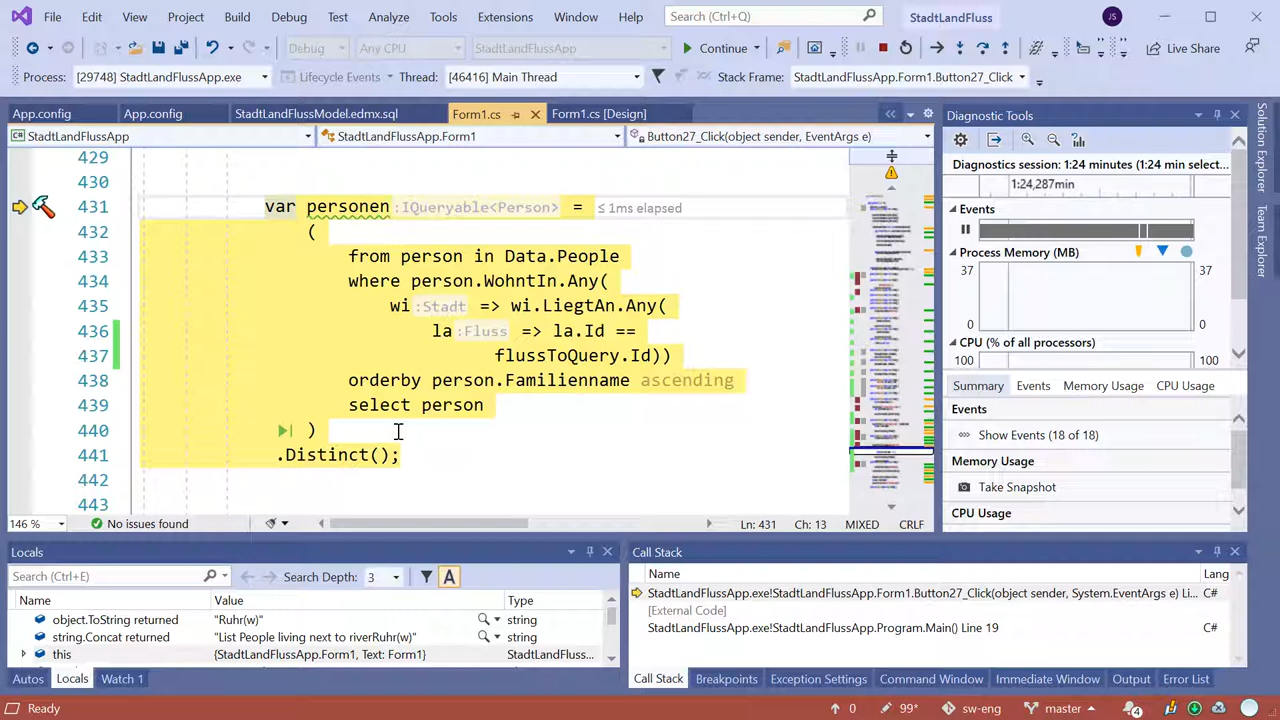 File Edit View Git Project Build Debug Test Analyze Tools Extensions Window Help Search (Ctrl+Q) StadtLandFluss JS
Debug Any CPU StadtLandFlussApp Continue Live Share
Process: [29748] StadtLandFlussApp.exe Lifecycle Events Thread: [46416] Main Thread Stack Frame: StadtLandFlussApp.Form1.Button27_Click
App.config App.config StadtLandFlussModel.edmx.sql Form1.cs Form1.cs [Design]
StadtLandFlussApp StadtLandFlussApp.Form1 Button27_Click(object sender, EventArgs e)
429
430
431 var personen :IQueryable<Person> = ≤1ms elapsed
432 (
433 from person in Data.People
434 where person.WohntIn.Any(
435 wi:Stadt => wi.LiegtAn.Any(
436 la:Fluss => la.Id ==
437 flussToQuery.Id))
438 orderby person.Familienname ascending
439 select person
440 )
441 .Distinct();
442
443
146 % No issues found Ln: 431 Ch: 13 MIXED CRLF
Diagnostic Tools
Diagnostics session: 1:24 minutes (1:24 min select...
1:24,287min
Events
Process Memory (MB)
37 37
CPU (% of all processors)
100 100
Summary Events Memory Usage CPU Usage
Events
Show Events
of 18)
Memory Usage
Take Snaps
CPU Usage
Solution Explorer
Team Explorer
Locals
Search (Ctrl+E) Search Depth: 3 A
Name Value Type
object.ToString returned "Ruhr(w)" string
string.Concat returned "List People living next to riverRuhr(w)" string
this {StadtLandFlussApp.Form1, Text: Form1} StadtLandFluss...
Autos Locals Watch 1
Call Stack
Name Lang
StadtLandFlussApp.exe!StadtLandFlussApp.Form1.Button27_Click(object sender, System.EventArgs e) Li... C#
[External Code]
StadtLandFlussApp.exe!StadtLandFlussApp.Program.Main() Line 19 C#
Call Stack Breakpoints Exception Settings Command Window Immediate Window Output Error List
Ready 0 99* sw-eng master 4